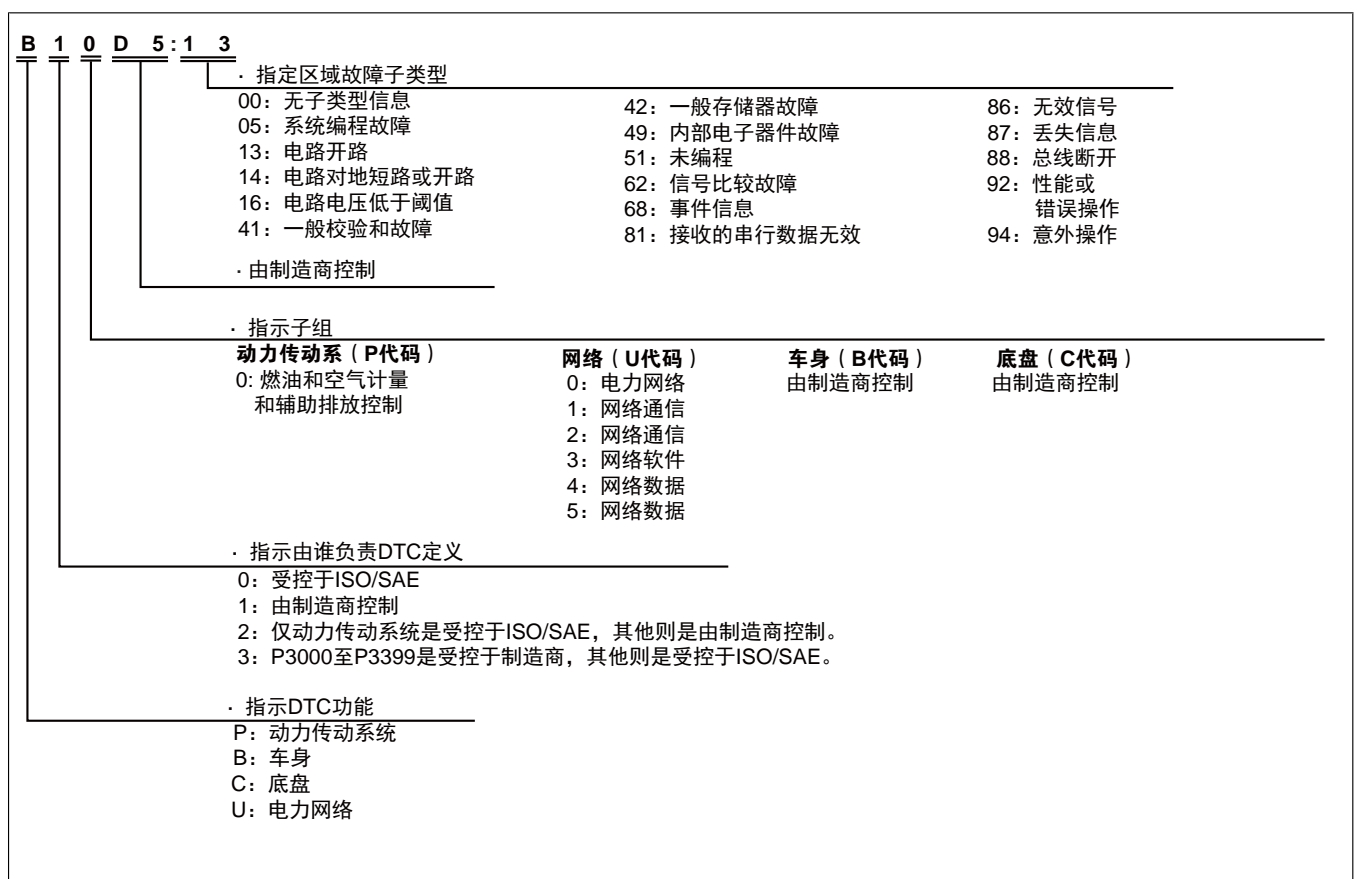 B 1 0 D 5:1 3
· 指定区域故障子类型
00：无子类型信息
05：系统编程故障
13：电路开路
14：电路对地短路或开路
16：电路电压低于阈值
41：一般校验和故障
42：一般存储器故障
49：内部电子器件故障
51：未编程
62：信号比较故障
68：事件信息
81：接收的串行数据无效
86：无效信号
87：丢失信息
88：总线断开
92：性能或
错误操作
94：意外操作
· 由制造商控制
· 指示子组
动力传动系（P代码）
0: 燃油和空气计量
和辅助排放控制
网络（U代码）
0：电力网络
1：网络通信
2：网络通信
3：网络软件
4：网络数据
5：网络数据
车身（B代码）
由制造商控制
底盘（C代码）
由制造商控制
· 指示由谁负责DTC定义
0：受控于ISO/SAE
1：由制造商控制
2：仅动力传动系统是受控于ISO/SAE，其他则是由制造商控制。
3：P3000至P3399是受控于制造商，其他则是受控于ISO/SAE。
· 指示DTC功能
P：动力传动系统
B：车身
C：底盘
U：电力网络